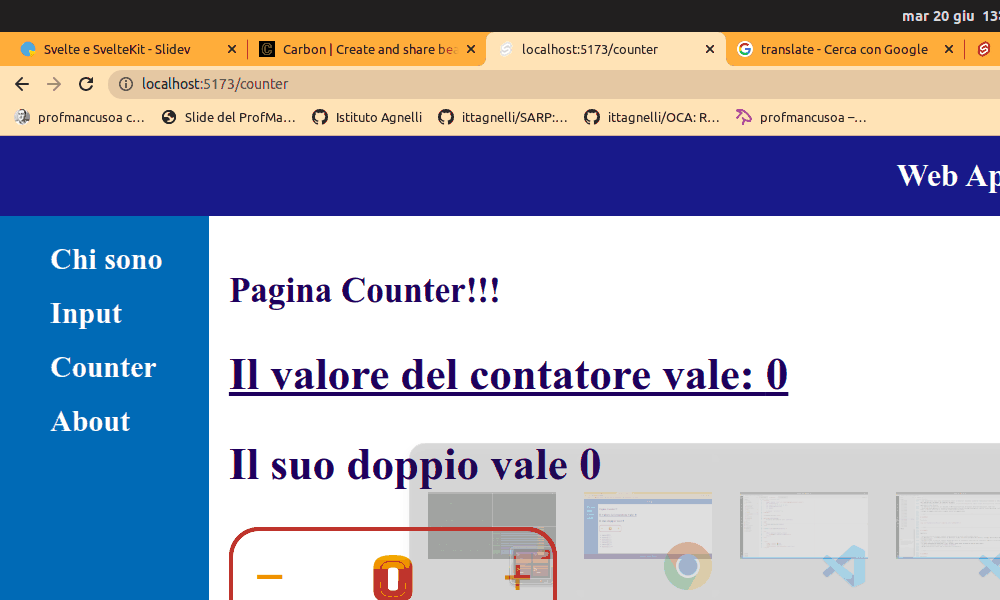 mar 20 giu 13:
Svelte e SvelteKit - Slidev
Carbon | Create and share bea
localhost:5173/counter
translate - Cerca con Google
localhost:5173/counter
profmancusoa c...
Slide del ProfMa...
Istituto Agnelli
ittagnelli/SARP:...
ittagnelli/OCA: R...
profmancusoa –...
Web Ap
Chi sono
Input
Counter
About
Pagina Counter!!!
Il valore del contatore vale: 0
Il suo doppio vale 0
− 0 +